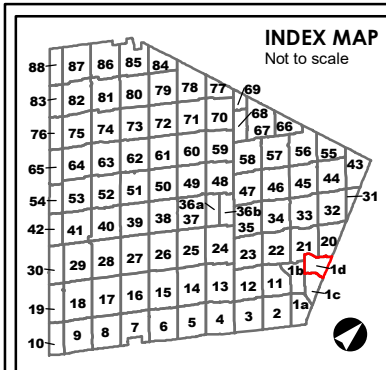 INDEX MAP
Not to scale
88 87 86 85 84
83 82 81 80 79 78 77 69
76 75 74 73 72 71 70 68 67 66
65 64 63 62 61 60 59 58 57 56 55 43
54 53 52 51 50 49 48 47 46 45 44 31
36a 36b
42 41 40 39 38 37 35 34 33 32
30 29 28 27 26 25 24 23 22 21 20
1b 1d
19 18 17 16 15 14 13 12 11 1a 1c
10 9 8 7 6 5 4 3 2